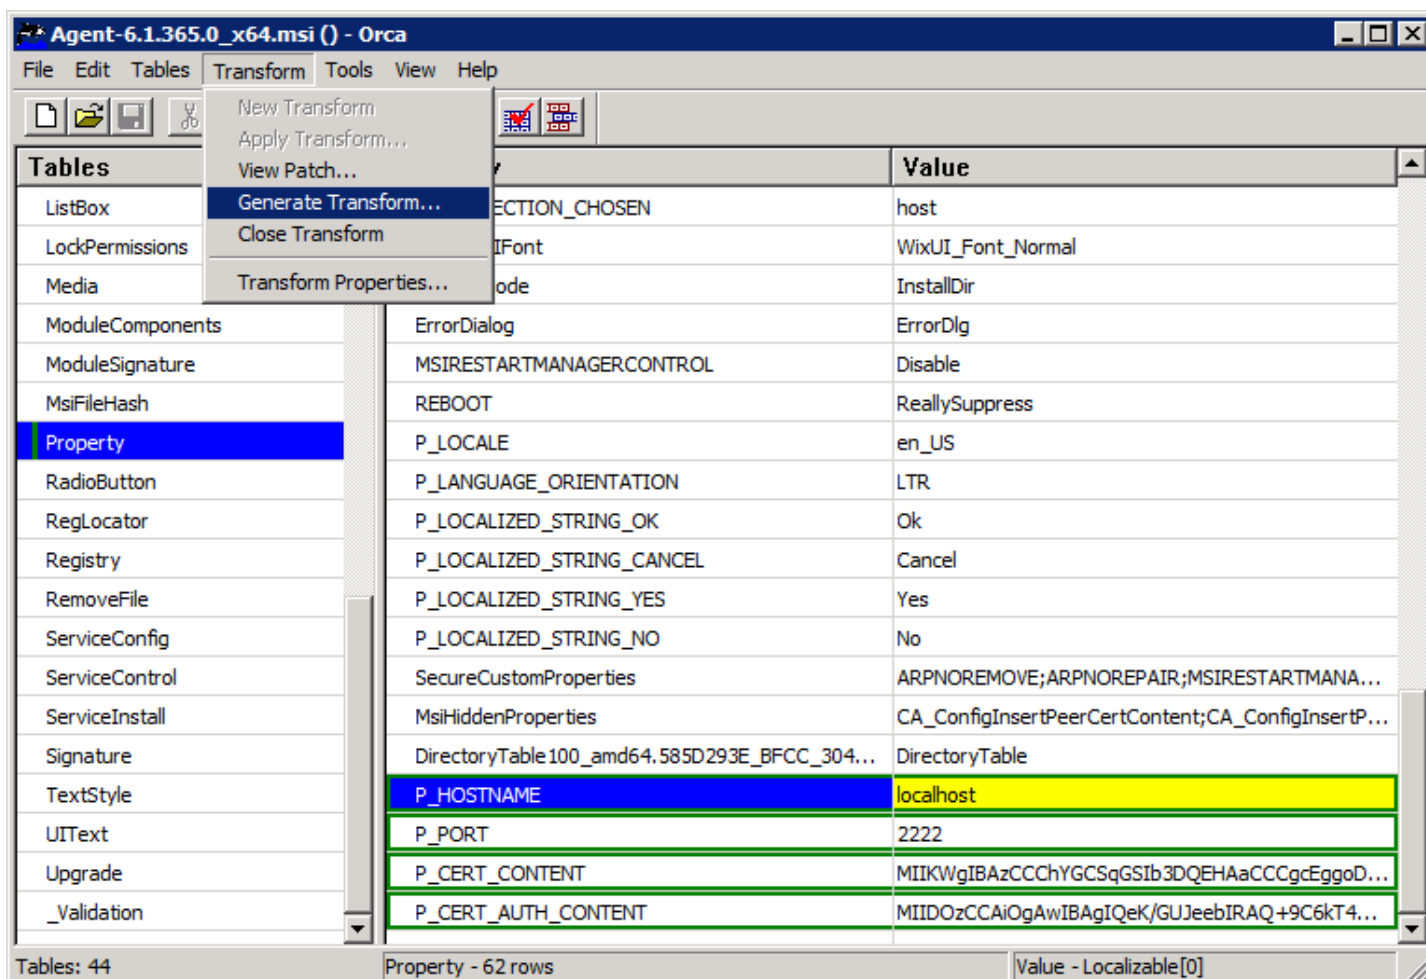 Agent-6.1.365.0_x64.msi () - Orca
File Edit Tables Transform Tools View Help
New Transform
Apply Transform...
View Patch...
Generate Transform...
Close Transform
Transform Properties...
Tables Value
ListBox ECTION_CHOSEN host
LockPermissions IFont WixUI_Font_Normal
Media ode InstallDir
ModuleComponents ErrorDialog ErrorDlg
ModuleSignature MSIRESTARTMANAGERCONTROL Disable
MsiFileHash REBOOT ReallySuppress
Property P_LOCALE en_US
RadioButton P_LANGUAGE_ORIENTATION LTR
RegLocator P_LOCALIZED_STRING_OK Ok
Registry P_LOCALIZED_STRING_CANCEL Cancel
RemoveFile P_LOCALIZED_STRING_YES Yes
ServiceConfig P_LOCALIZED_STRING_NO No
ServiceControl SecureCustomProperties ARPNOREMOVE;ARPNOREPAIR;MSIRESTARTMANA...
ServiceInstall MsiHiddenProperties CA_ConfigInsertPeerCertContent;CA_ConfigInsertP...
Signature DirectoryTable100_amd64.585D293E_BFCC_304... DirectoryTable
TextStyle P_HOSTNAME localhost
UIText P_PORT 2222
Upgrade P_CERT_CONTENT MIIKWgIBAzCCChYGCSqGSIb3DQEHAaCCCgcEggoD...
_Validation P_CERT_AUTH_CONTENT MIIDOzCCAiOgAwIBAgIQeK/GUJeebIRAQ+9C6kT4...
Tables: 44 Property - 62 rows Value - Localizable[0]